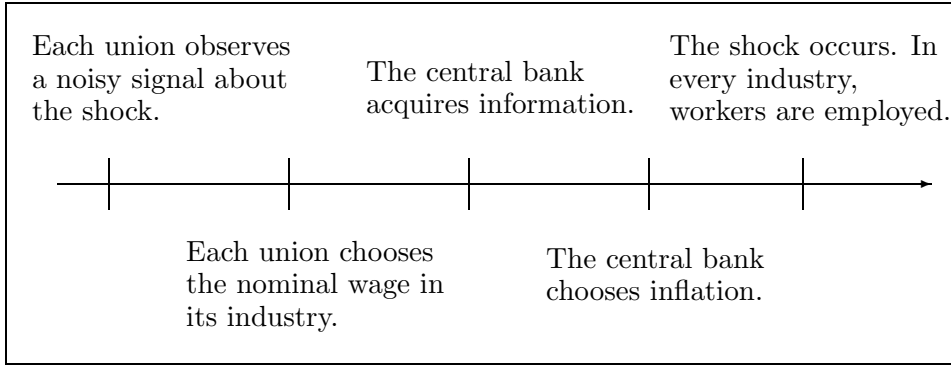 Each union observes
a noisy signal about
the shock.
Each union chooses
the nominal wage in
its industry.
The central bank
acquires information.
The central bank
chooses inflation.
The shock occurs. In
every industry,
workers are employed.